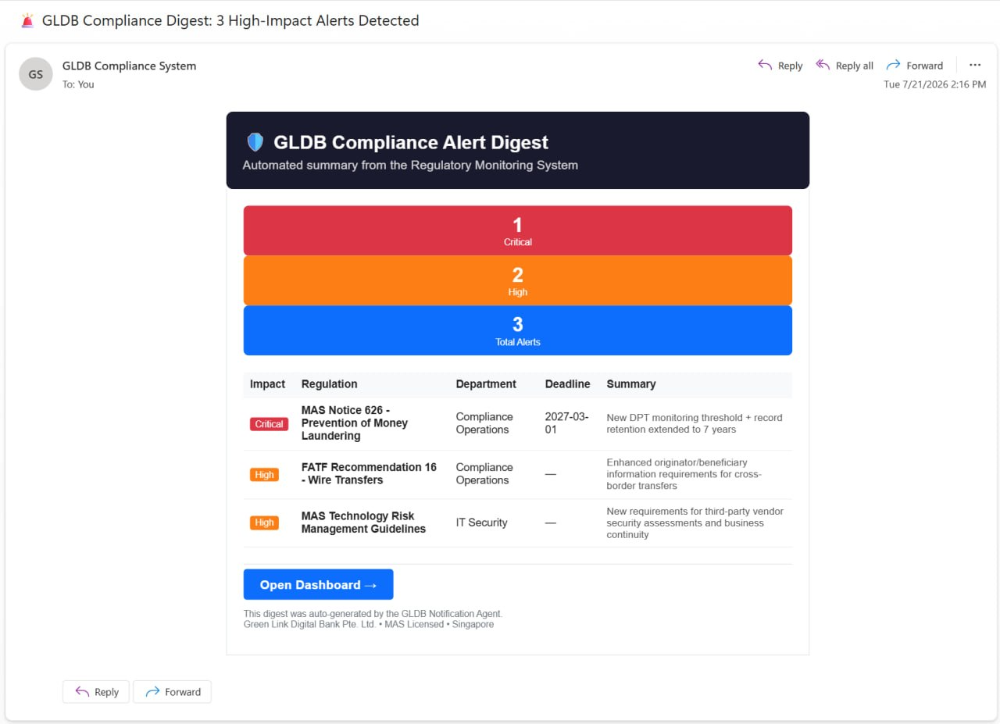 GLDB Compliance Digest: 3 High-Impact Alerts Detected
GS
GLDB Compliance System
To: You
Reply
Reply all
Forward
Tue 7/21/2026 2:16 PM
GLDB Compliance Alert Digest
Automated summary from the Regulatory Monitoring System
1
Critical
2
High
3
Total Alerts
Impact Regulation Department Deadline Summary
Critical
MAS Notice 626 -
Prevention of Money
Laundering
Compliance
Operations
2027-03-
01
New DPT monitoring threshold + record
retention extended to 7 years
High
FATF Recommendation 16
- Wire Transfers
Compliance
Operations
—
Enhanced originator/beneficiary
information requirements for cross-
border transfers
High
MAS Technology Risk
Management Guidelines
IT Security
—
New requirements for third-party vendor
security assessments and business
continuity
Open Dashboard →
This digest was auto-generated by the GLDB Notification Agent.
Green Link Digital Bank Pte. Ltd. • MAS Licensed • Singapore
Reply
Forward